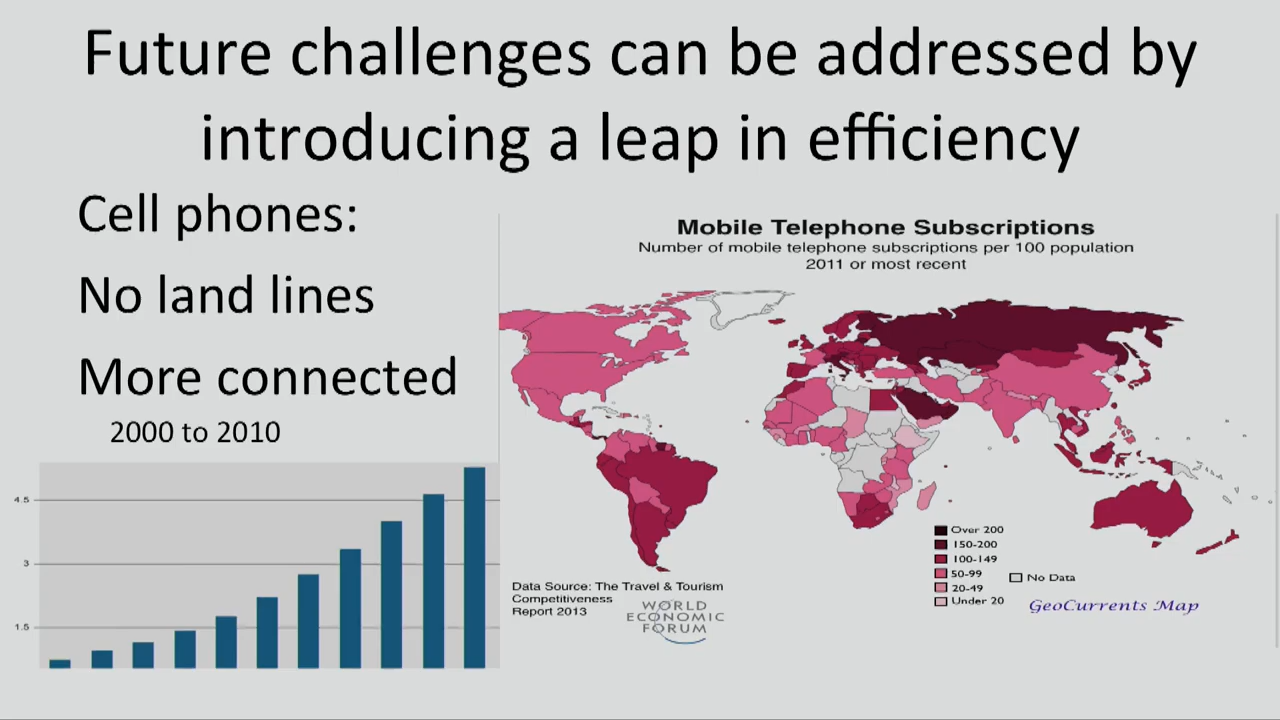 Future challenges can be addressed by
introducing a leap in efficiency
Cell phones:
No land lines
More connected
2000 to 2010
4.5
3
1.5
Mobile Telephone Subscriptions
Number of mobile telephone subscriptions per 100 population
2011 or most recent
Over 200
150-200
100-149
50-99
20-49
Under 20
No Data
GeoCurrents Map
Data Source: The Travel & Tourism
Competitiveness
Report 2013
WORLD
ECONOMIC
FORUM